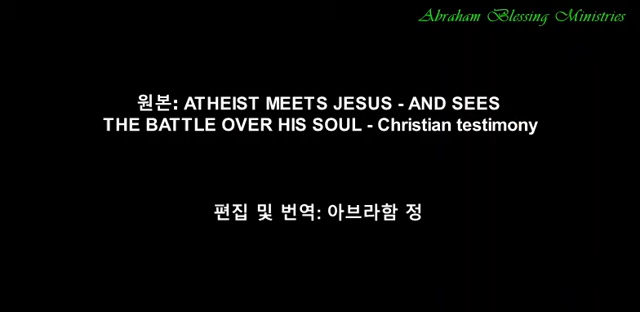 Abraham Blessing Ministries
원본: ATHEIST MEETS JESUS - AND SEES
THE BATTLE OVER HIS SOUL - Christian testimony
편집 및 번역: 아브라함 정